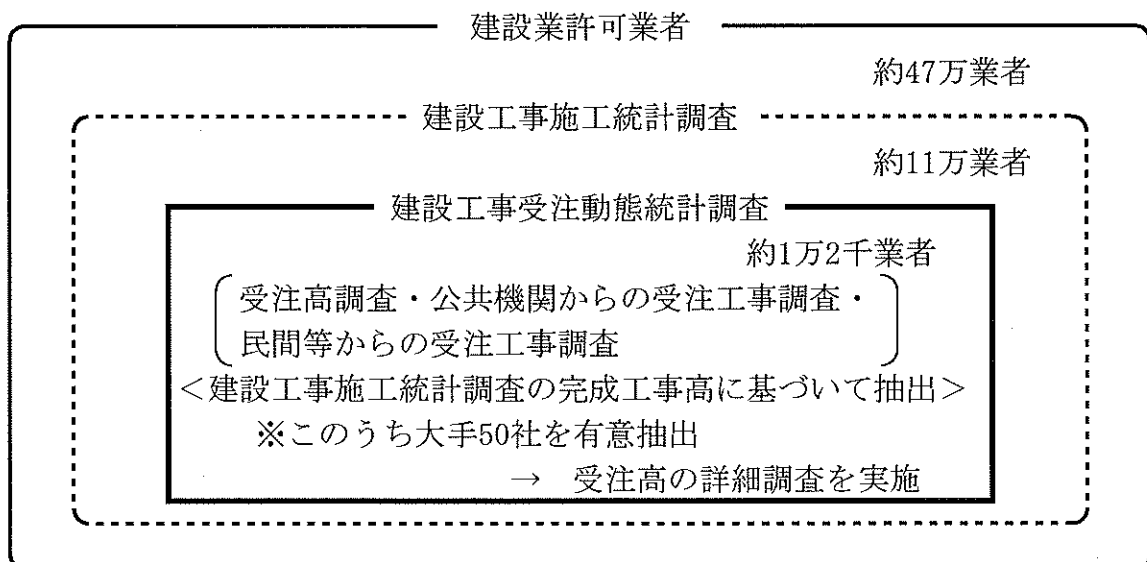 建設業許可業者
約47万業者
建設工事施工統計調査
約11万業者
建設工事受注動態統計調査
約1万2千業者
受注高調査・公共機関からの受注工事調査・
民間等からの受注工事調査
＜建設工事施工統計調査の完成工事高に基づいて抽出＞
※このうち大手50社を有意抽出
→ 受注高の詳細調査を実施